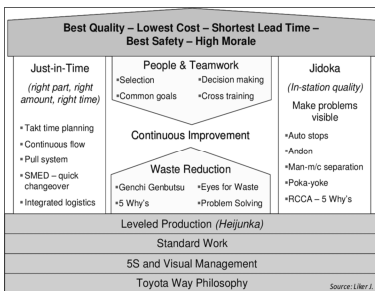 Best Quality – Lowest Cost – Shortest Lead Time –
Best Safety – High Morale
Just-in-Time
(right part, right
amount, right time)
▪Takt time planning
▪Continuous flow
▪Pull system
▪SMED – quick
changeover
▪Integrated logistics
People & Teamwork
▪Selection
▪Common goals
▪Decision making
▪Cross training
Continuous Improvement
Waste Reduction
▪Genchi Genbutsu
▪5 Why's
▪Eyes for Waste
▪Problem Solving
Jidoka
(In-station quality)
Make problems
visible
▪Auto stops
▪Andon
▪Man-m/c separation
▪Poka-yoke
▪RCCA – 5 Why's
Leveled Production (Heijunka)
Standard Work
5S and Visual Management
Toyota Way Philosophy
Source: Liker J.